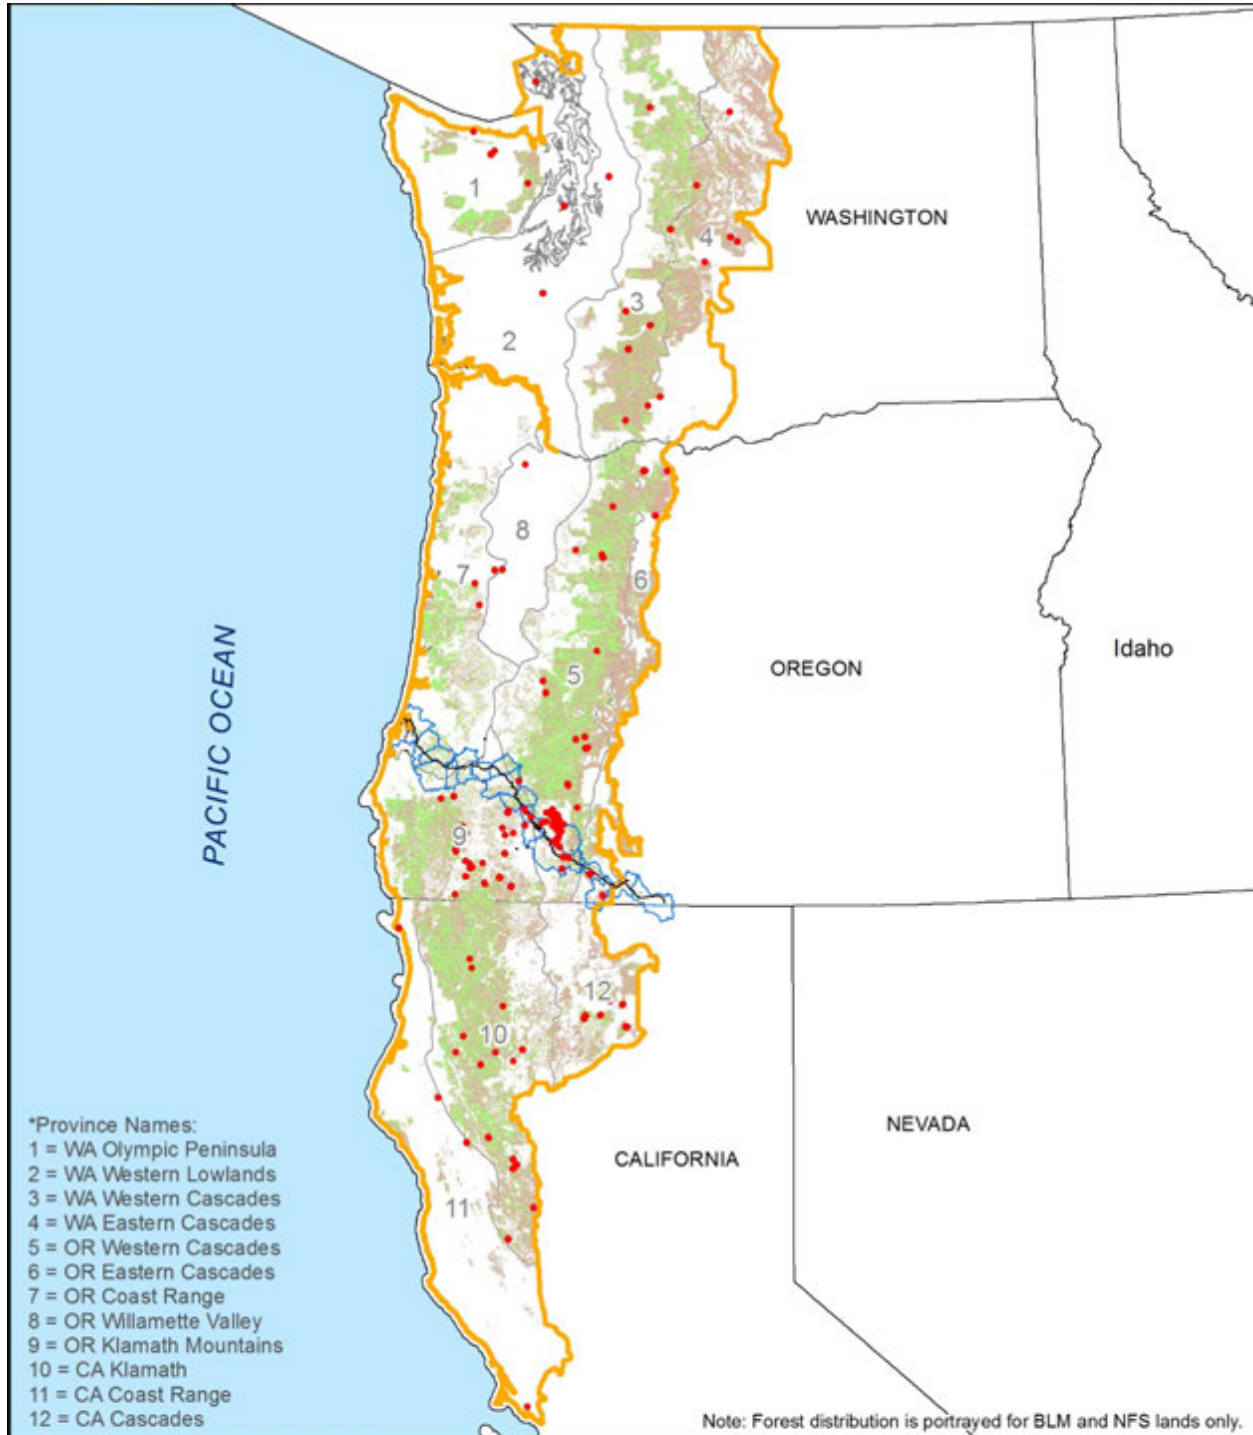 1
4
WASHINGTON
3
2
8
7
6
Idaho
5
OREGON
PACIFIC OCEAN
9
12
10
NEVADA
CALIFORNIA
11
*Province Names:
1 = WA Olympic Peninsula
2 = WA Western Lowlands
3 = WA Western Cascades
4 = WA Eastern Cascades
5 = OR Western Cascades
6 = OR Eastern Cascades
7 = OR Coast Range
8 = OR Willamette Valley
9 = OR Klamath Mountains
10 = CA Klamath
11 = CA Coast Range
12 = CA Cascades
Note: Forest distribution is portrayed for BLM and NFS lands only.